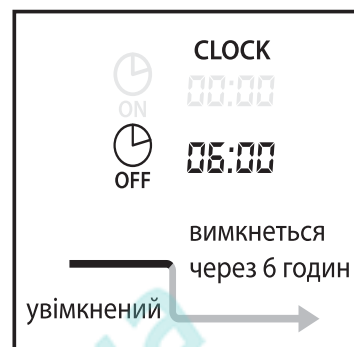 CLOCK
ON 00:00
OFF 06:00
вимкнеться
через 6 годин
увімкнений